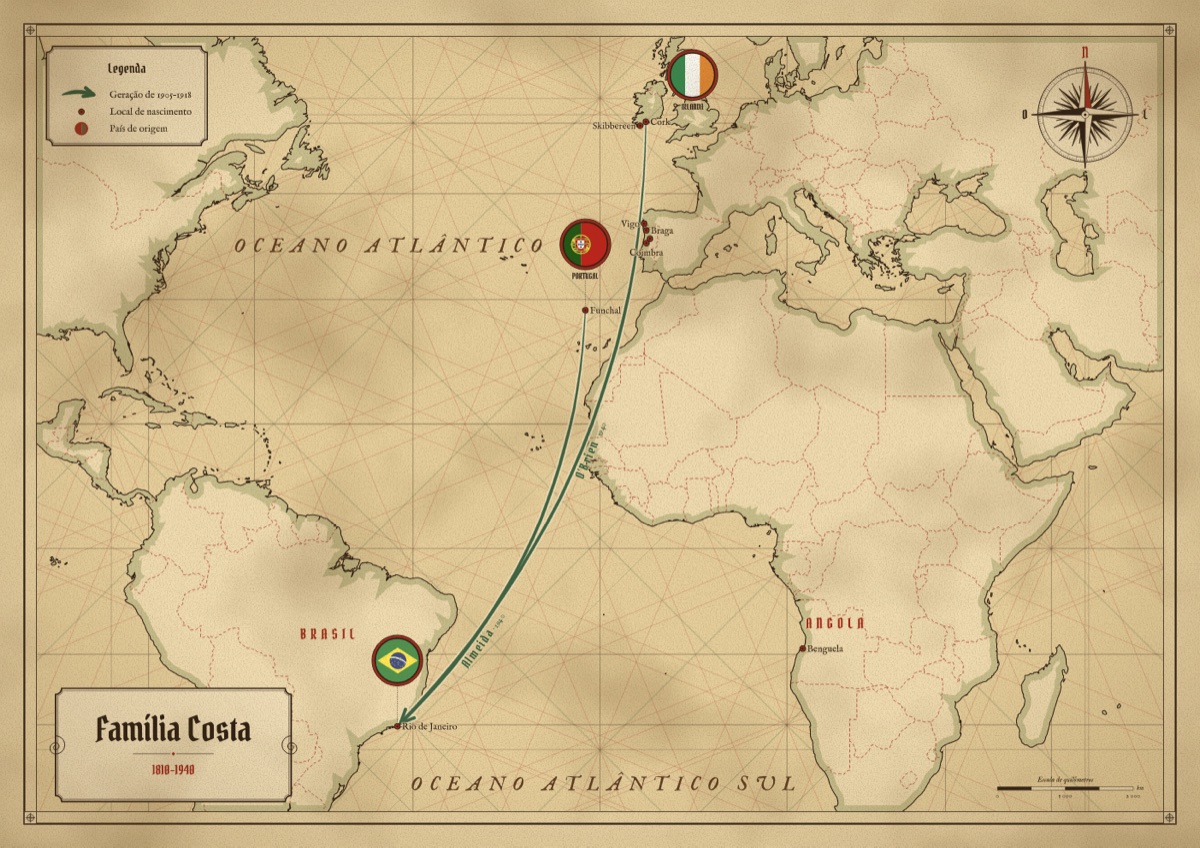 Legenda
Geração de 1905-1918
Local de nascimento
País de origem
N
O
L
IRLANDA
Skibbereen
Cork
OCEANO ATLÂNTICO
Vigo
Braga
Coimbra
PORTUGAL
Funchal
O'Brien
BRASIL
Almeida
ANGOLA
Benguela
Rio de Janeiro
Família Costa
1810-1940
OCEANO ATLÂNTICO SUL
Escala de quilómetros
0
km